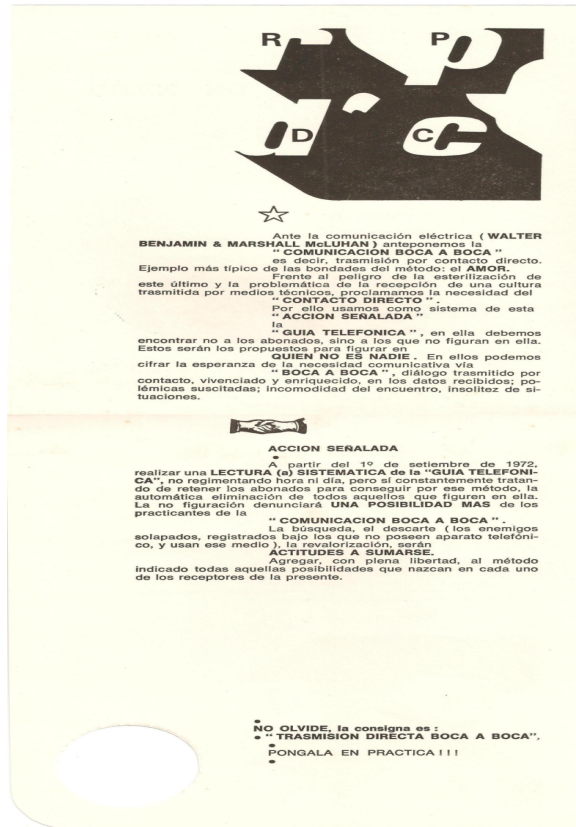 R P
r p
D C
d c
Ante la comunicación eléctrica ( WALTER
BENJAMIN & MARSHALL McLUHAN ) anteponemos la
" COMUNICACION BOCA A BOCA "
es decir, trasmisión por contacto directo.
Ejemplo más típico de las bondades del método: el AMOR.
Frente al peligro de la esterilización de
este último y la problemática de la recepción de una cultura
trasmitida por medios técnicos, proclamamos la necesidad del
" CONTACTO DIRECTO " .
Por ello usamos como sistema de esta
" ACCION SEÑALADA "
la
" GUIA TELEFONICA " , en ella debemos
encontrar no a los abonados, sino a los que no figuran en ella.
Estos serán los propuestos para figurar en
QUIEN NO ES NADIE . En ellos podemos
cifrar la esperanza de la necesidad comunicativa vía
" BOCA A BOCA " , diálogo trasmitido por
contacto, vivenciado y enriquecido, en los datos recibidos; po-
lémicas suscitadas; incomodidad del encuentro, insolitez de si-
tuaciones.
ACCION SEÑALADA
A partir del 1º de setiembre de 1972,
realizar una LECTURA (a) SISTEMATICA de la "GUIA TELEFONI-
CA", no regimentando hora ni día, pero sí constantemente tratan-
do de retener los abonados para conseguir por ese método, la
automática eliminación de todos aquellos que figuren en ella.
La no figuración denunciará UNA POSIBILIDAD MAS de los
practicantes de la
" COMUNICACION BOCA A BOCA " .
La búsqueda, el descarte ( los enemigos
solapados, registrados bajo los que no poseen aparato telefóni-
co, y usan ese medio ), la revalorización, serán
ACTITUDES A SUMARSE.
Agregar, con plena libertad, al método
indicado todas aquellas posibilidades que nazcan en cada uno
de los receptores de la presente.
NO OLVIDE, la consigna es :
" TRASMISION DIRECTA BOCA A BOCA",
PONGALA EN PRACTICA ! ! !